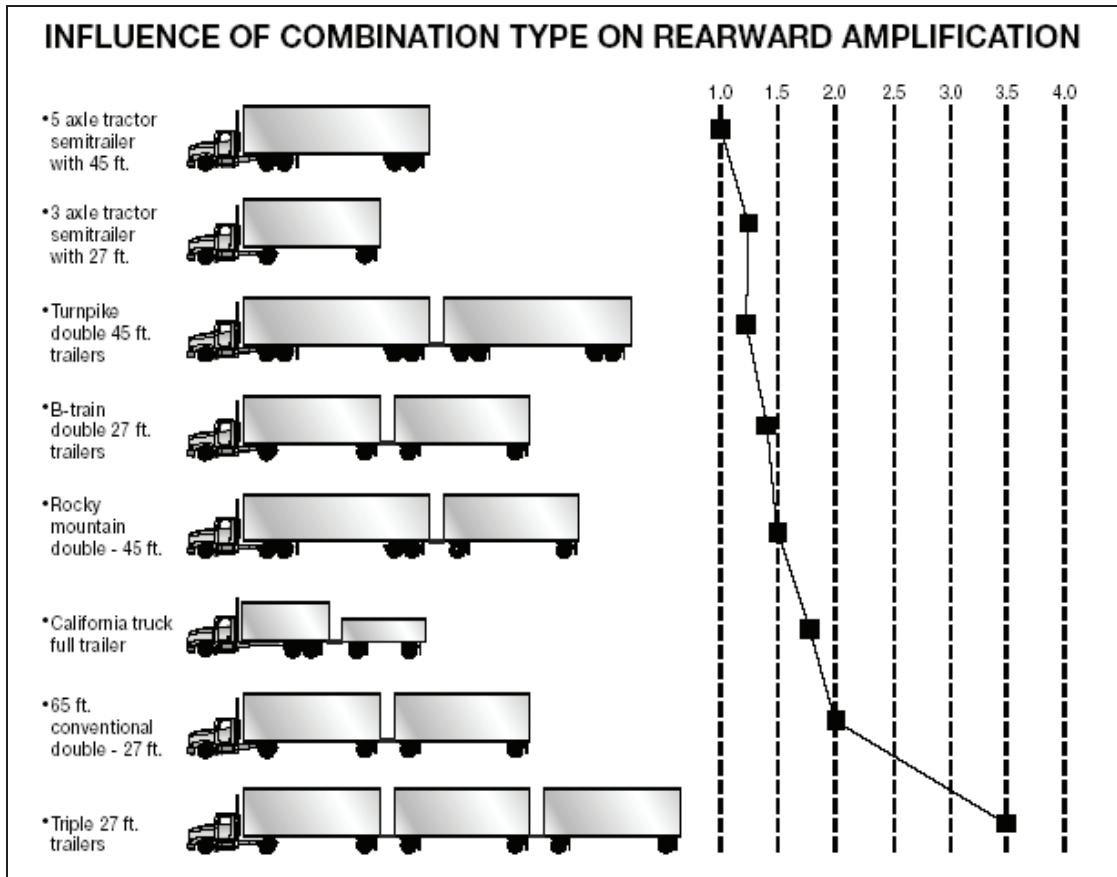 INFLUENCE OF COMBINATION TYPE ON REARWARD AMPLIFICATION
1.0 1.5 2.0 2.5 3.0 3.5 4.0
•5 axle tractor
semitrailer
with 45 ft.
•3 axle tractor
semitrailer
with 27 ft.
•Turnpike
double 45 ft.
trailers
•B-train
double 27 ft.
trailers
•Rocky
mountain
double - 45 ft.
•California truck
full trailer
•65 ft.
conventional
double - 27 ft.
•Triple 27 ft.
trailers